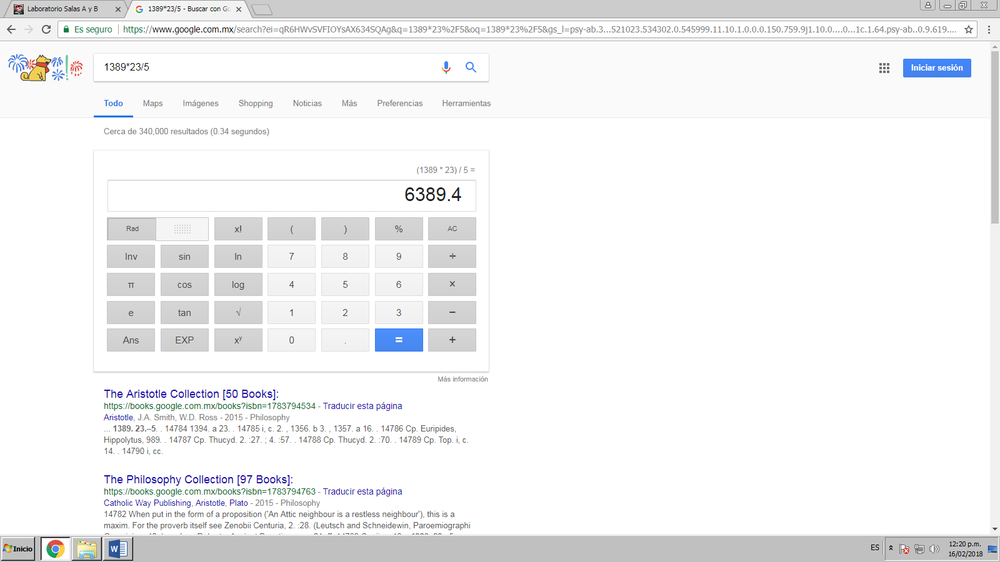 Laboratorio Salas A y B
1389*23/5 - Buscar con Go
Es seguro
https://www.google.com.mx/search?ei=qR6HWvSVFIOYsAX634SQAg&q=1389*23%2F5&oq=1389*23%2F5&gs_l=psy-ab.3...521023.534302.0.545999.11.10.1.0.0.0.150.759.9j1.10.0....0...1c.1.64.psy-ab..0.9.619....
1389*23/5
Iniciar sesión
Todo Maps Imágenes Shopping Noticias Más Preferencias Herramientas
Cerca de 340,000 resultados (0.34 segundos)
(1389 * 23) / 5 =
6389.4
Rad x! ( ) % AC
Inv sin ln 7 8 9 ÷
π cos log 4 5 6 ×
e tan √ 1 2 3 −
Ans EXP xʸ 0 . = +
Más información
The Aristotle Collection [50 Books]:
https://books.google.com.mx/books?isbn=1783794534 - Traducir esta página
Aristotle, J.A. Smith, W.D. Ross - 2015 - Philosophy
... 1389. 23.–5. . 14784 1394. a 23. . 14785 i, c. 2. , 1356. b 3. , 1357. a 16. . 14786 Cp. Euripides,
Hippolytus, 989. . 14787 Cp. Thucyd. 2. :27. ; 4. :57. . 14788 Cp. Thucyd. 2. :70. . 14789 Cp. Top. i, c.
14. . 14790 i, cc.
The Philosophy Collection [97 Books]:
https://books.google.com.mx/books?isbn=1783794763 - Traducir esta página
Catholic Way Publishing, Aristotle, Plato - 2015 - Philosophy
14782 When put in the form of a proposition ('An Attic neighbour is a restless neighbour'), this is a
maxim. For the proverb itself see Zenobii Centuria, 2. :28. (Leutsch and Schneidewin, Paroemiographi
Inicio
ES
12:20 p.m.
16/02/2018